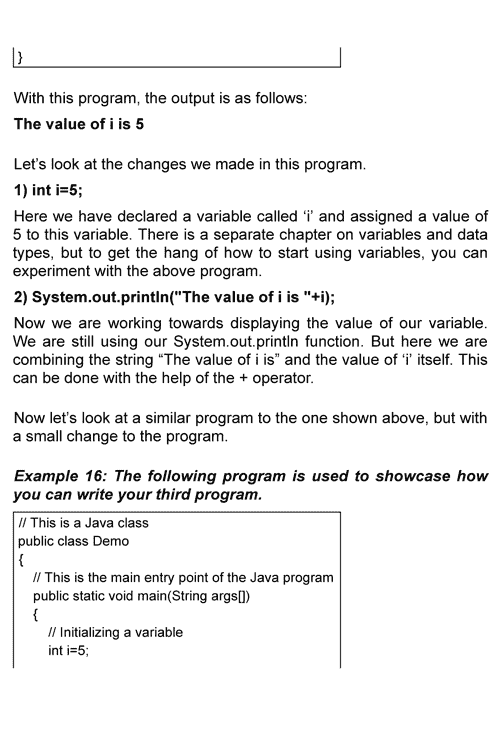 }
With this program, the output is as follows:
The value of i is 5
Let’s look at the changes we made in this program.
1) int i=5;
Here we have declared a variable called ‘i’ and assigned a value of
5 to this variable. There is a separate chapter on variables and data
types, but to get the hang of how to start using variables, you can
experiment with the above program.
2) System.out.println("The value of i is "+i);
Now we are working towards displaying the value of our variable.
We are still using our System.out.println function. But here we are
combining the string “The value of i is” and the value of ‘i’ itself. This
can be done with the help of the + operator.
Now let’s look at a similar program to the one shown above, but with
a small change to the program.
Example 16: The following program is used to showcase how
you can write your third program.
// This is a Java class
public class Demo
{
// This is the main entry point of the Java program
public static void main(String args[])
{
// Initializing a variable
int i=5;